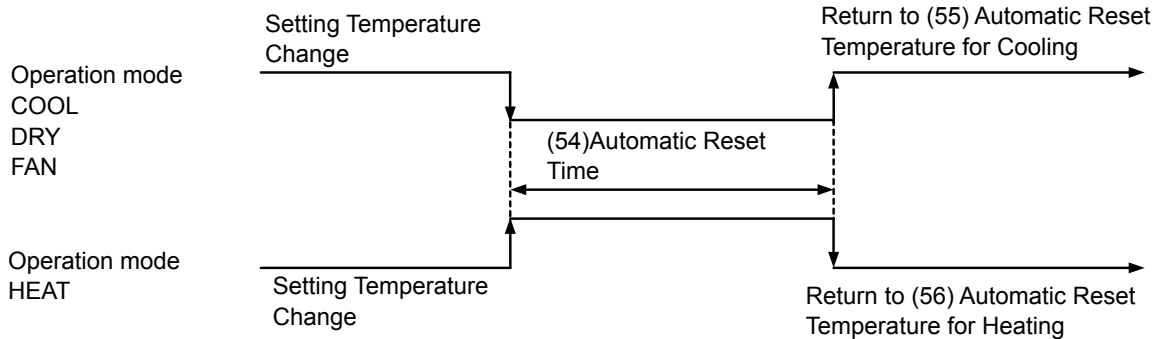 Setting Temperature
Change
Return to (55) Automatic Reset
Temperature for Cooling
Operation mode
COOL
DRY
FAN
(54)Automatic Reset
Time
Operation mode
HEAT
Setting Temperature
Change
Return to (56) Automatic Reset
Temperature for Heating